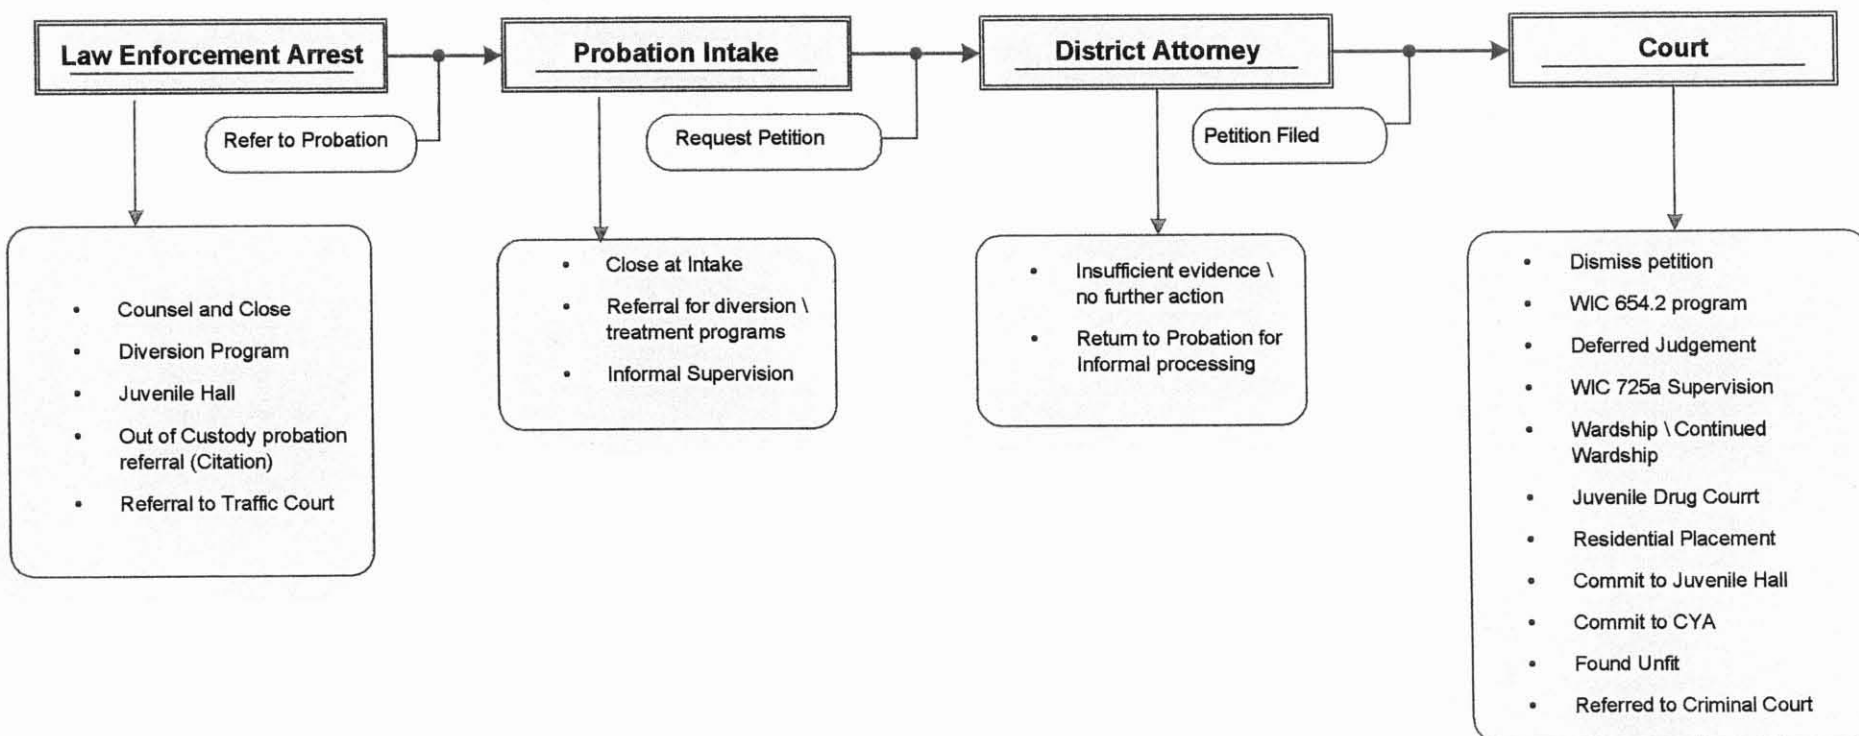 Law Enforcement Arrest
Probation Intake
District Attorney
Court
Refer to Probation
Request Petition
Petition Filed
• Counsel and Close
• Diversion Program
• Juvenile Hall
• Out of Custody probation
referral (Citation)
• Referral to Traffic Court
• Close at Intake
• Referral for diversion \
treatment programs
• Informal Supervision
• Insufficient evidence \
no further action
• Return to Probation for
Informal processing
• Dismiss petition
• WIC 654.2 program
• Deferred Judgement
• WIC 725a Supervision
• Wardship \ Continued
Wardship
• Juvenile Drug Courrt
• Residential Placement
• Commit to Juvenile Hall
• Commit to CYA
• Found Unfit
• Referred to Criminal Court